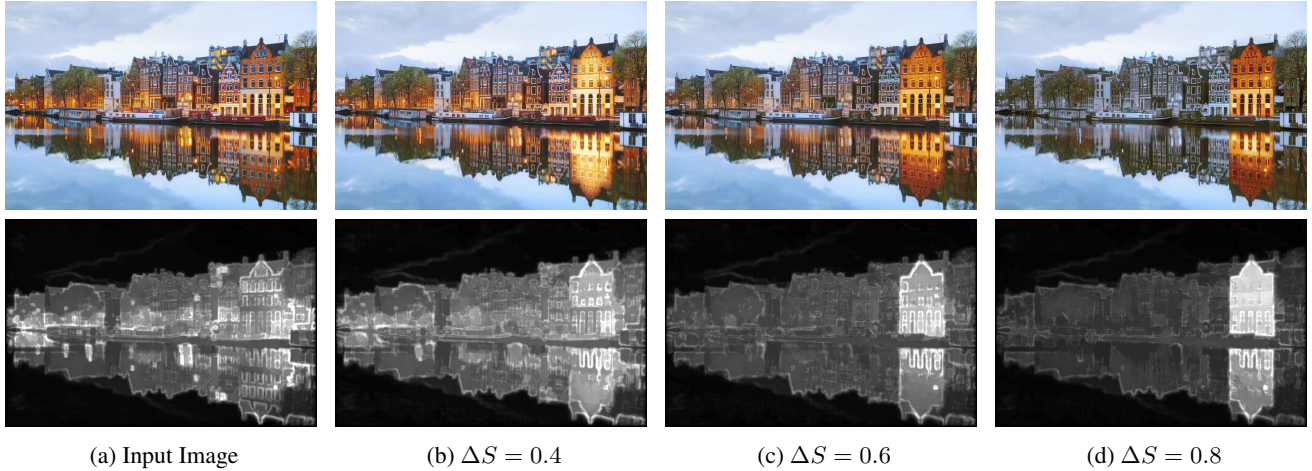 (a) Input Image
(b) ΔS = 0.4
(c) ΔS = 0.6
(d) ΔS = 0.8